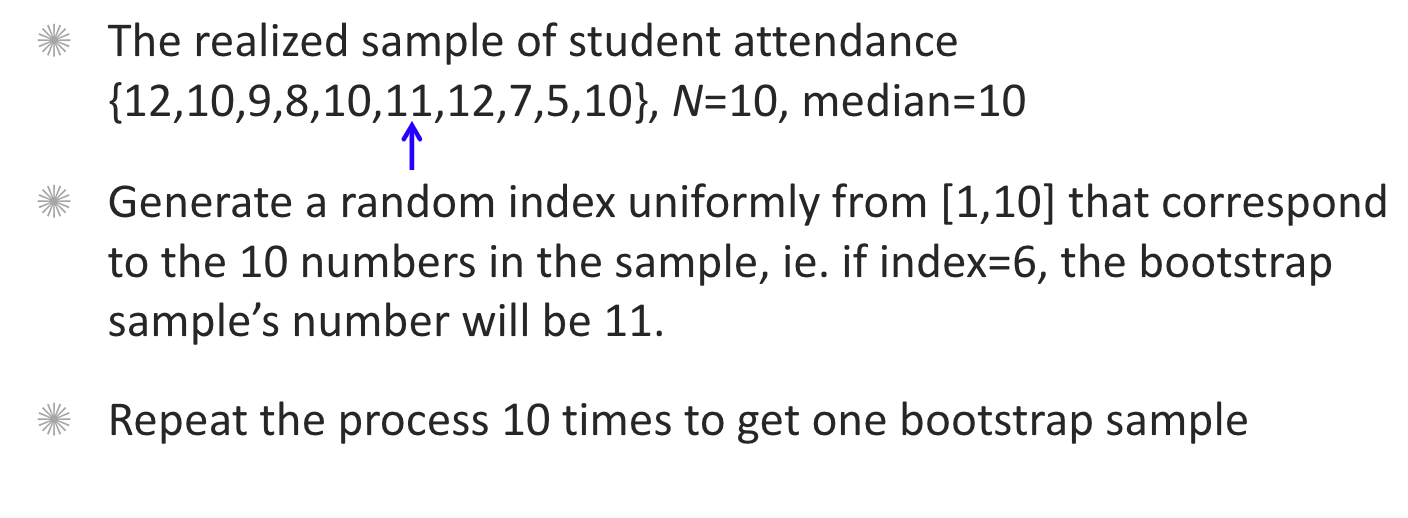 The realized sample of student attendance
{12,10,9,8,10,11,12,7,5,10}, N=10, median=10
Generate a random index uniformly from [1,10] that correspond
to the 10 numbers in the sample, ie. if index=6, the bootstrap
sample’s number will be 11.
Repeat the process 10 times to get one bootstrap sample